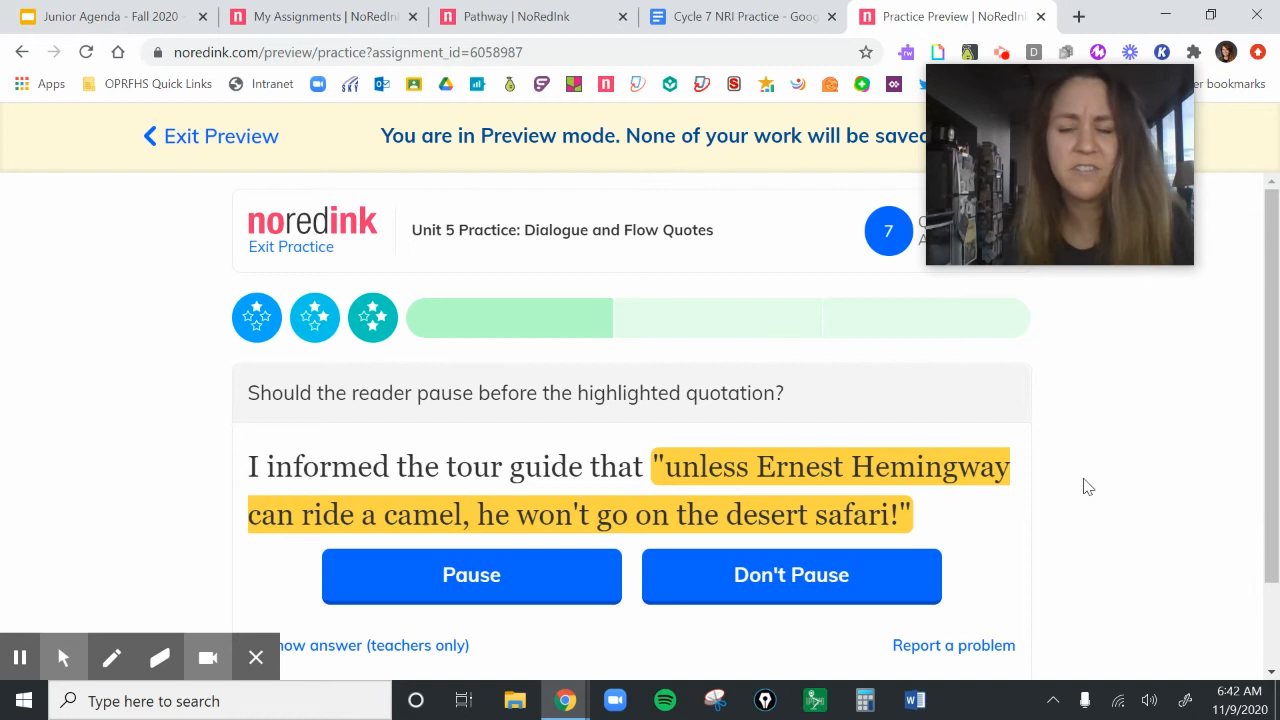 Junior Agenda - Fall 2020 -
My Assignments | NoRedInk
Pathway | NoRedInk
Cycle 7 NRI Practice - Goog
Practice Preview | NoRedInk
noredink.com/preview/practice?assignment_id=6058987
Apps
OPRFHS Quick Links
Intranet
er bookmarks
Exit Preview
You are in Preview mode. None of your work will be saved
noredink
Exit Practice
Unit 5 Practice: Dialogue and Flow Quotes
7
Should the reader pause before the highlighted quotation?
I informed the tour guide that "unless Ernest Hemingway
can ride a camel, he won't go on the desert safari!"
Pause
Don't Pause
how answer (teachers only)
Report a problem
Type here to search
6:42 AM
11/9/2020